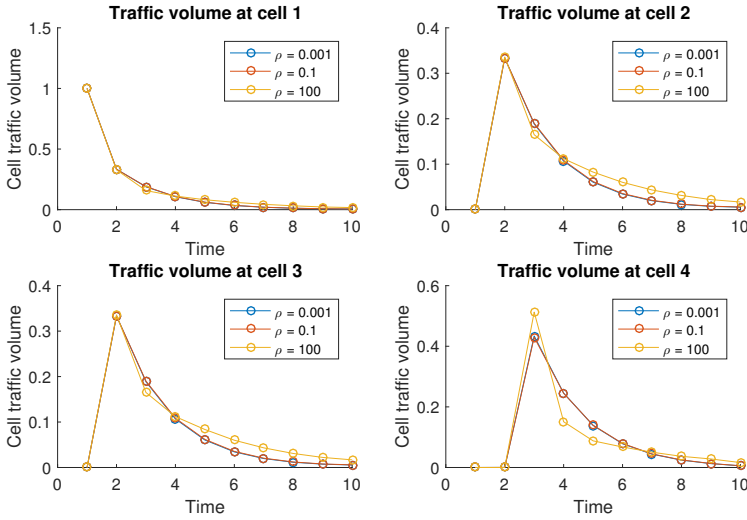 Traffic volume at cell 1
Cell traffic volume
1.5
1
0.5
0
0 2 4 6 8 10
Time
ρ = 0.001
ρ = 0.1
ρ = 100
Traffic volume at cell 2
Cell traffic volume
0.4
0.3
0.2
0.1
0
0 2 4 6 8 10
Time
ρ = 0.001
ρ = 0.1
ρ = 100
Traffic volume at cell 3
Cell traffic volume
0.4
0.3
0.2
0.1
0
0 2 4 6 8 10
Time
ρ = 0.001
ρ = 0.1
ρ = 100
Traffic volume at cell 4
Cell traffic volume
0.6
0.4
0.2
0
0 2 4 6 8 10
Time
ρ = 0.001
ρ = 0.1
ρ = 100